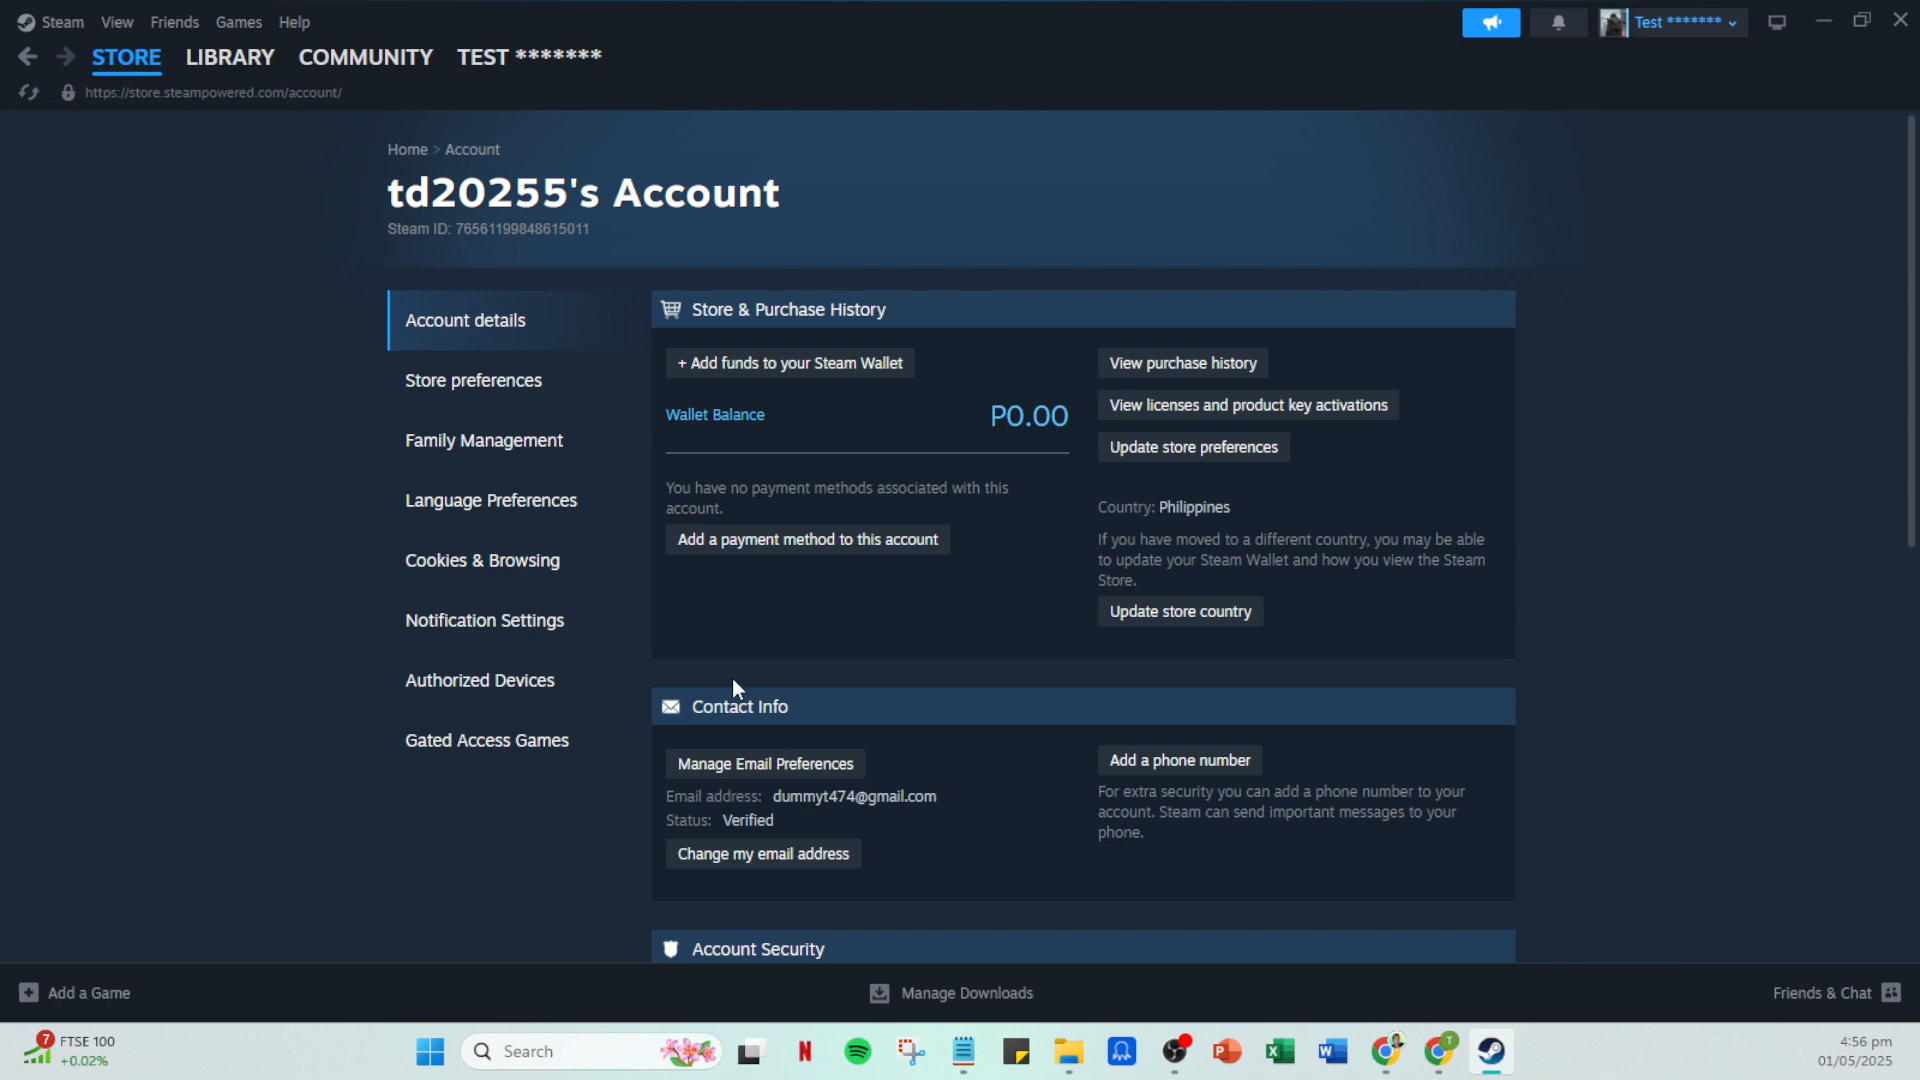 Steam View Friends Games Help
Test *******
STORE LIBRARY COMMUNITY TEST *******
https://store.steampowered.com/account/
Home > Account
td20255's Account
Steam ID: 76561199848615011
Account details
Store preferences
Family Management
Language Preferences
Cookies & Browsing
Notification Settings
Authorized Devices
Gated Access Games
Store & Purchase History
+ Add funds to your Steam Wallet
Wallet Balance P0.00
You have no payment methods associated with this
account.
Add a payment method to this account
View purchase history
View licenses and product key activations
Update store preferences
Country: Philippines
If you have moved to a different country, you may be able
to update your Steam Wallet and how you view the Steam
Store.
Update store country
Contact Info
Manage Email Preferences
Email address: dummyt474@gmail.com
Status: Verified
Change my email address
Add a phone number
For extra security you can add a phone number to your
account. Steam can send important messages to your
phone.
Account Security
Add a Game
Manage Downloads
Friends & Chat
7
FTSE 100
+0.02%
Search
N
P
X
W
T
4:56 pm
01/05/2025